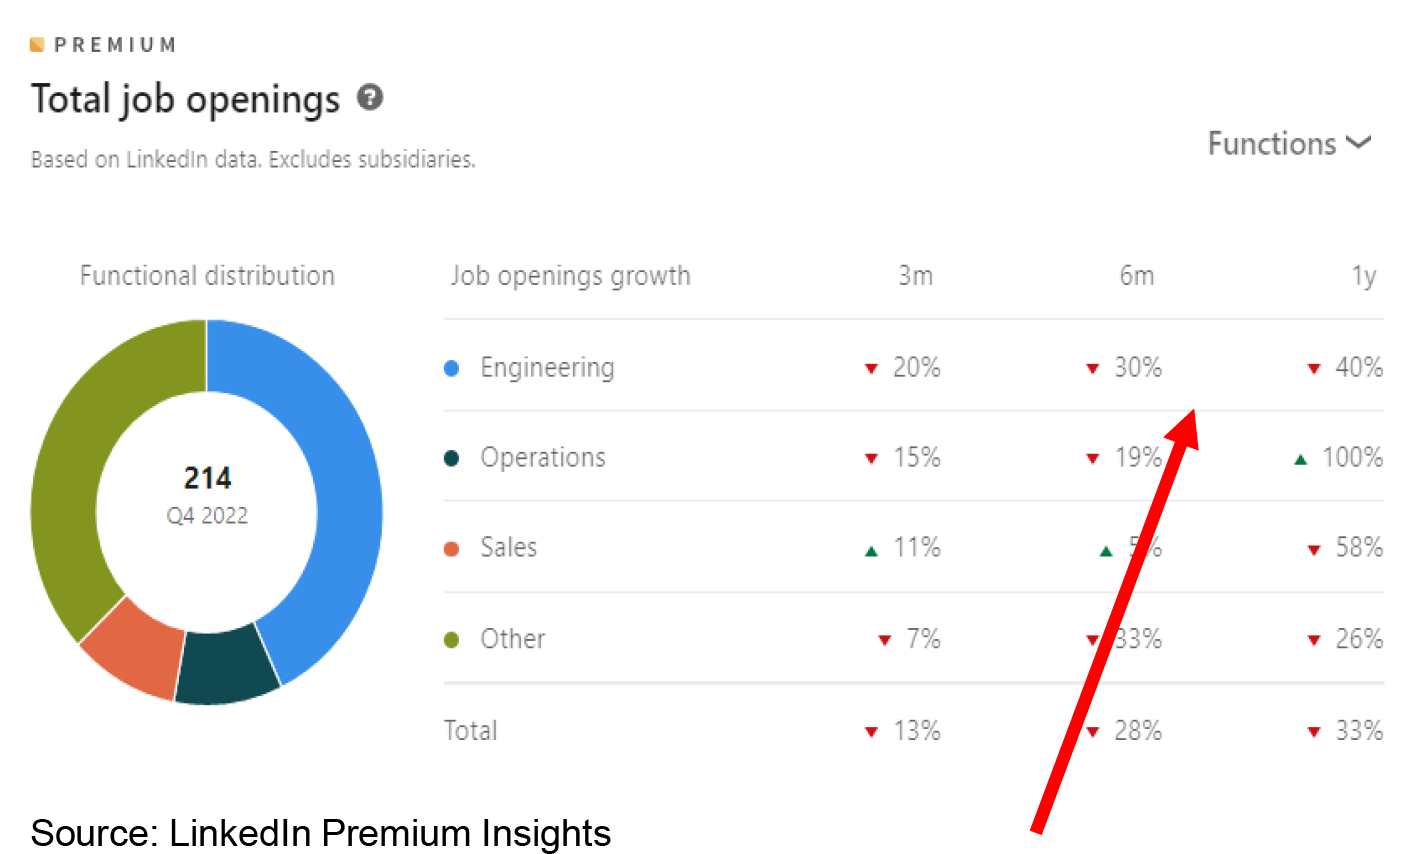 PREMIUM
Total job openings ?
Based on LinkedIn data. Excludes subsidiaries.
Functions
Functional distribution
214
Q4 2022
Job openings growth 3m 6m 1y
Engineering ▼ 20% ▼ 30% ▼ 40%
Operations ▼ 15% ▼ 19% ▲ 100%
Sales ▲ 11% ▲ 5% ▼ 58%
Other ▼ 7% ▼ 33% ▼ 26%
Total ▼ 13% ▼ 28% ▼ 33%
Source: LinkedIn Premium Insights